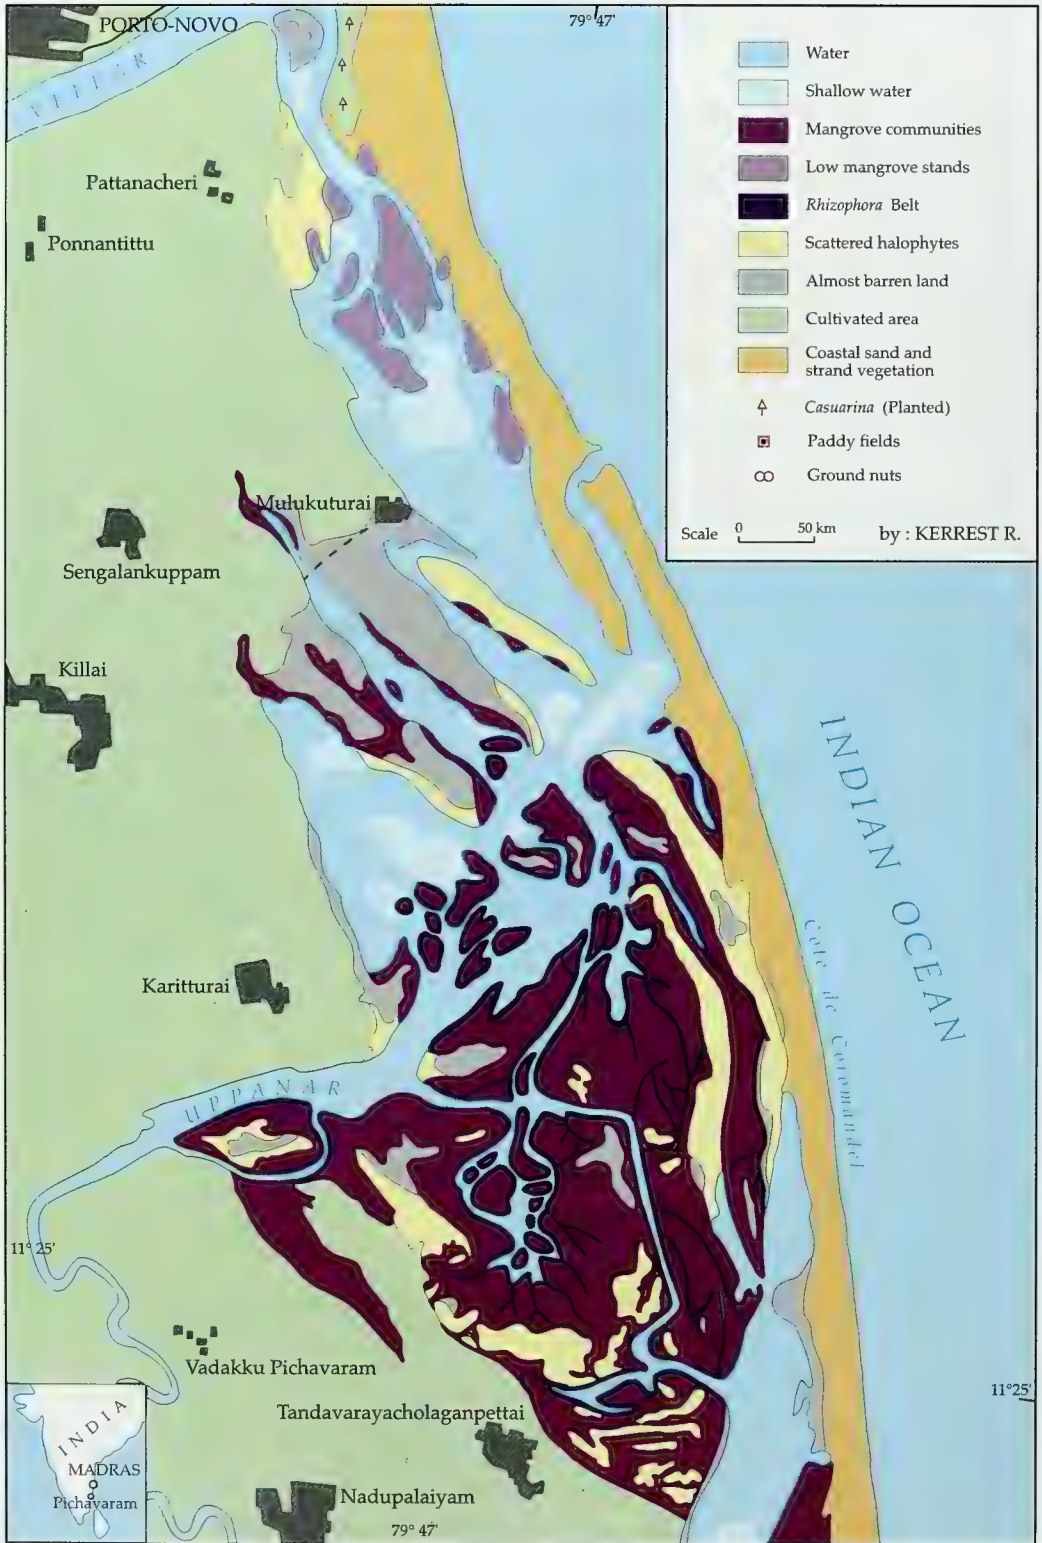 PORTO-NOVO
79° 47'
VELLAR
Water
Shallow water
Mangrove communities
Low mangrove stands
Rhizophora Belt
Scattered halophytes
Almost barren land
Cultivated area
Coastal sand and
strand vegetation
Casuarina (Planted)
Paddy fields
Ground nuts
Scale 0 50 km by : KERREST R.
Pattanacheri
Ponnantittu
Mulukuturai
Sengalankuppam
Killai
INDIAN OCEAN
Côte de Coromandel
Karitturai
UPPANAR
11° 25'
Vadakku Pichavaram
11°25'
Tandavarayacholaganpettai
INDIA
MADRAS
Pichavaram
Nadupalaiyam
79° 47'